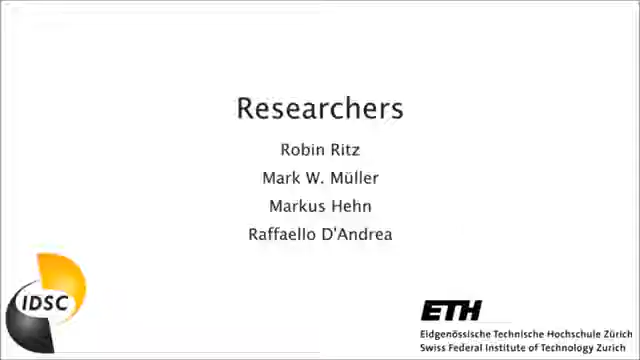 Researchers
Robin Ritz
Mark W. Müller
Markus Hehn
Raffaello D'Andrea
IDSC
ETH
Eidgenössische Technische Hochschule Zürich
Swiss Federal Institute of Technology Zurich